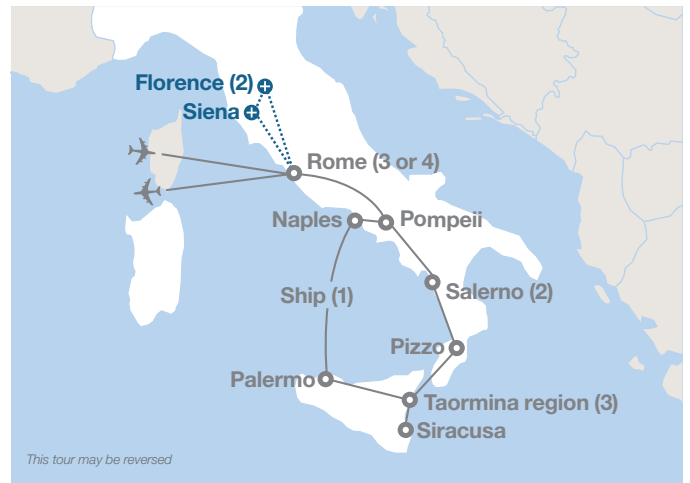 Florence (2)
Siena
Rome (3 or 4)
Naples
Pompeii
Ship (1)
Salerno (2)
Pizzo
Palermo
Taormina region (3)
Siracusa
This tour may be reversed